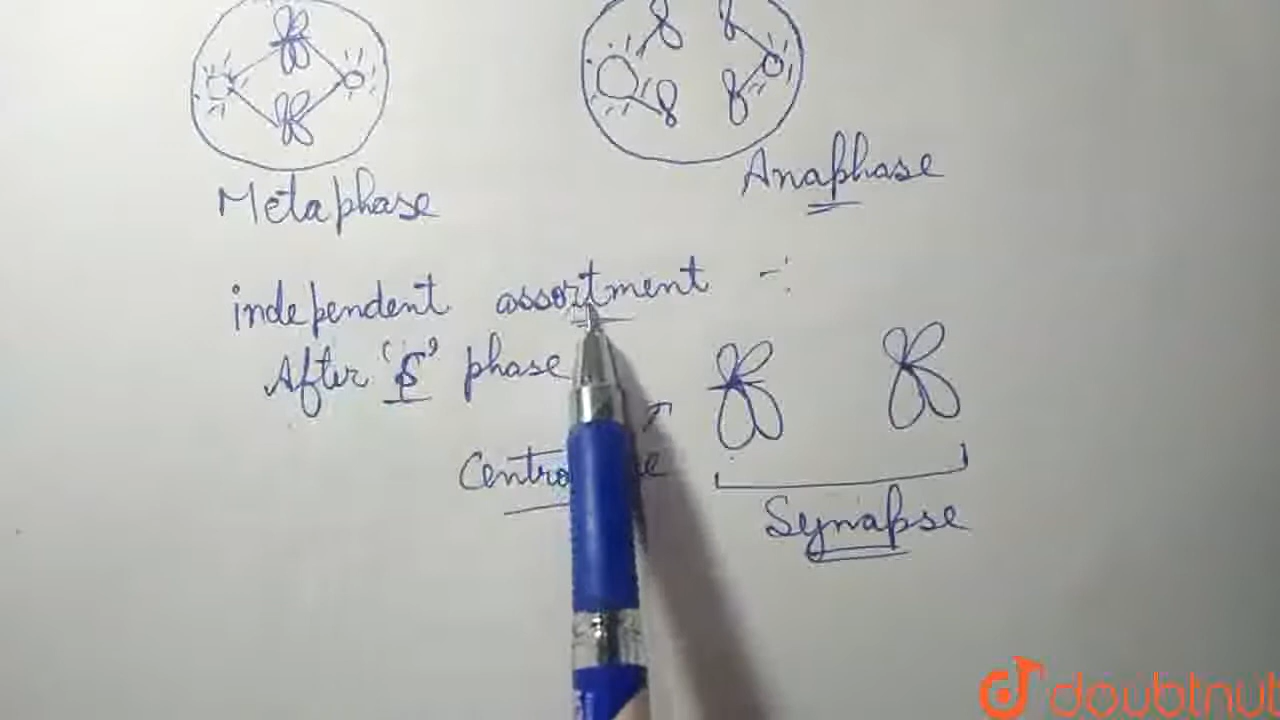 Metaphase
Anaphase
independent assortment -:
After 'S' phase
Synapse
doubtnut